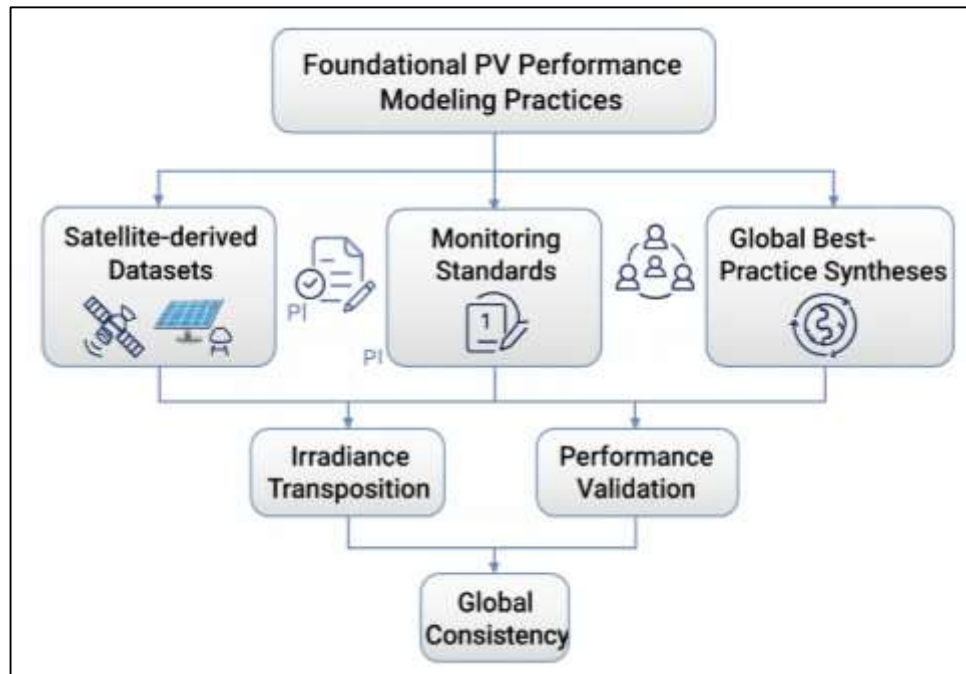 Foundational PV Performance
Modeling Practices
Satellite-derived
Datasets
PI
Monitoring
Standards
1
PI
Global Best-
Practice Syntheses
Irradiance
Transposition
Performance
Validation
Global
Consistency